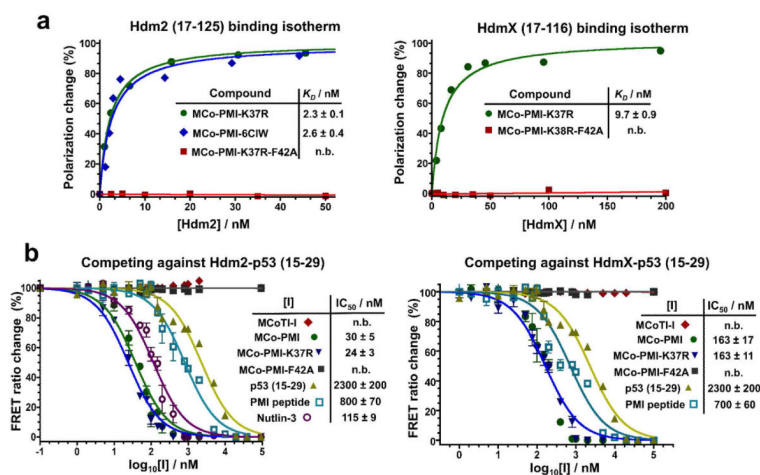 a
Hdm2 (17-125) binding isotherm
Polarization change (%)
100
80
60
40
20
0
Compound K_D / nM
MCo-PMI-K37R 2.3 ± 0.1
MCo-PMI-6ClW 2.6 ± 0.4
MCo-PMI-K37R-F42A n.b.
0 10 20 30 40 50
[Hdm2] / nM
HdmX (17-116) binding isotherm
Polarization change (%)
100
80
60
40
20
0
Compound K_D / nM
MCo-PMI-K37R 9.7 ± 0.9
MCo-PMI-K38R-F42A n.b.
0 50 100 150 200
[HdmX] / nM
b
Competing against Hdm2-p53 (15-29)
FRET ratio change (%)
100
80
60
40
20
0
[I] IC50 / nM
MCoTI-I n.b.
MCo-PMI 30 ± 5
MCo-PMI-K37R 24 ± 3
MCo-PMI-F42A n.b.
p53 (15-29) 2300 ± 200
PMI peptide 800 ± 70
Nutlin-3 115 ± 9
-1 0 1 2 3 4 5
log10[I] / nM
Competing against HdmX-p53 (15-29)
FRET ratio change (%)
100
80
60
40
20
0
[I] IC50 / nM
MCoTI-I n.b.
MCo-PMI 163 ± 17
MCo-PMI-K37R 163 ± 11
MCo-PMI-F42A n.b.
p53 (15-29) 2300 ± 200
PMI peptide 700 ± 60
0 1 2 3 4 5
log10[I] / nM